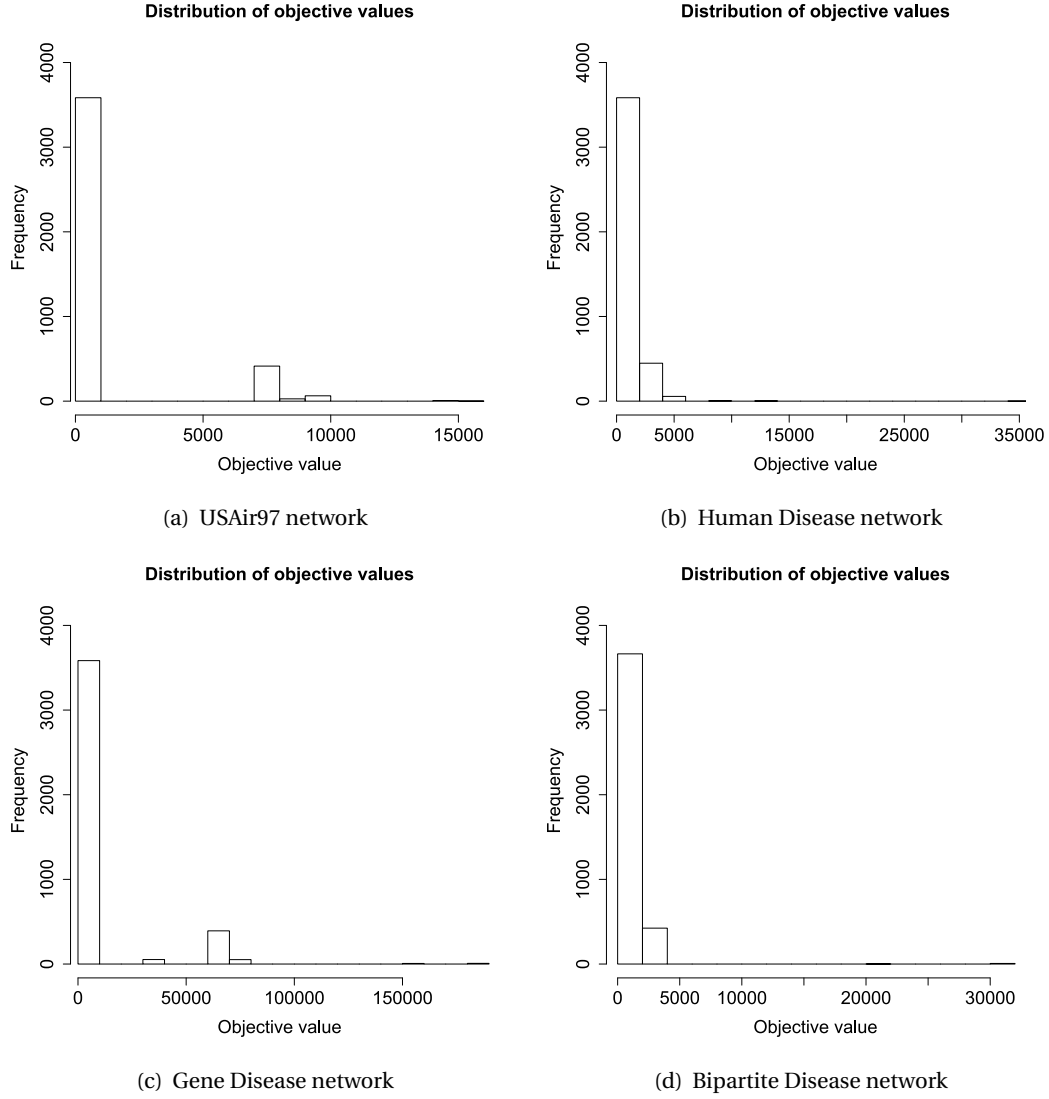 Distribution of objective values
Frequency
4000
3000
2000
1000
0
0 5000 10000 15000
Objective value
(a) USAir97 network
Distribution of objective values
Frequency
4000
3000
2000
1000
0
0 5000 15000 25000 35000
Objective value
(b) Human Disease network
Distribution of objective values
Frequency
4000
3000
2000
1000
0
0 50000 100000 150000
Objective value
(c) Gene Disease network
Distribution of objective values
Frequency
4000
3000
2000
1000
0
0 5000 10000 20000 30000
Objective value
(d) Bipartite Disease network